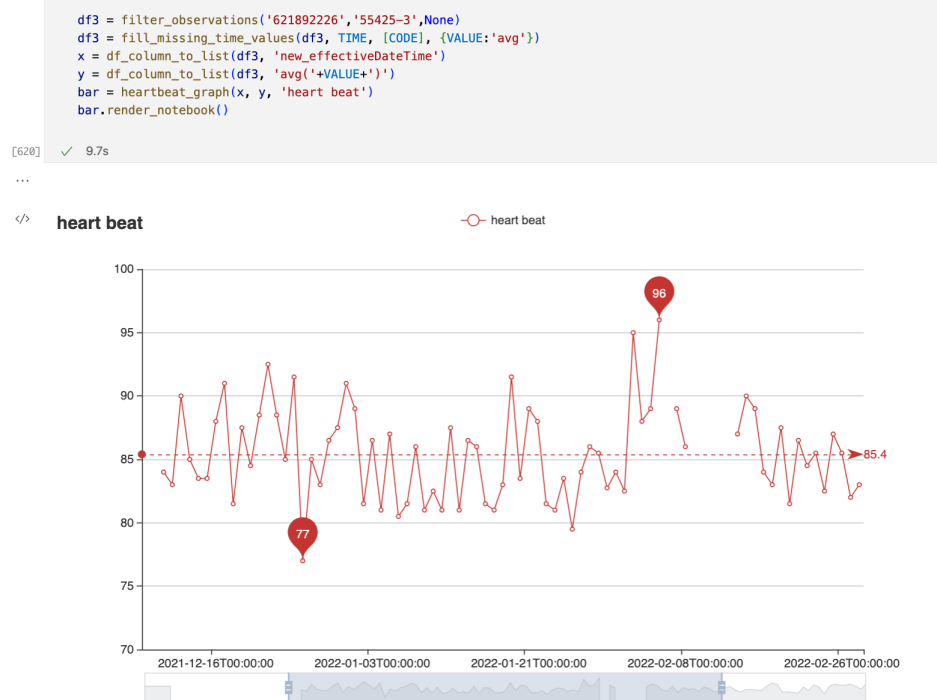 df3 = filter_observations('621892226','55425-3',None)
df3 = fill_missing_time_values(df3, TIME, [CODE], {VALUE:'avg'})
x = df_column_to_list(df3, 'new_effectiveDateTime')
y = df_column_to_list(df3, 'avg('+VALUE+')')
bar = heartbeat_graph(x, y, 'heart beat')
bar.render_notebook()
[620] ✓ 9.7s
...
</> heart beat
heart beat
100
95
90
85
80
75
70
96
77
85.4
2021-12-16T00:00:00 2022-01-03T00:00:00 2022-01-21T00:00:00 2022-02-08T00:00:00 2022-02-26T00:00:00